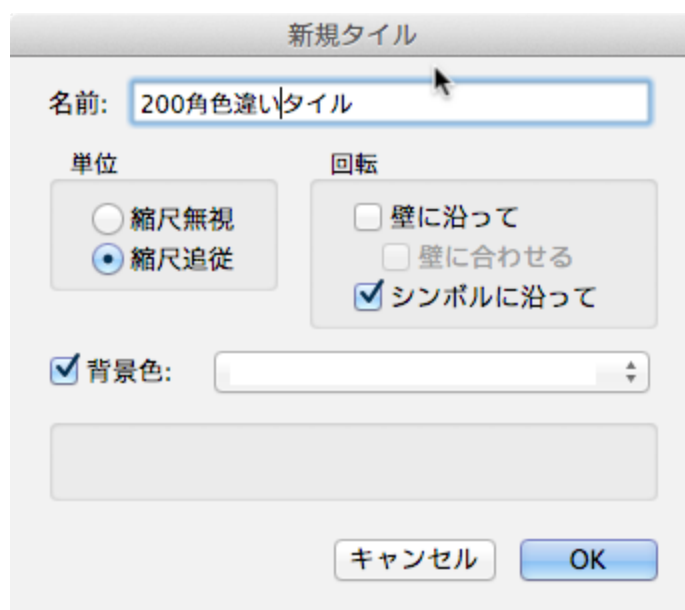 新規タイル
名前: 200角色違いタイル
単位
縮尺無視
縮尺追従
回転
壁に沿って
壁に合わせる
シンボルに沿って
背景色:
キャンセル OK